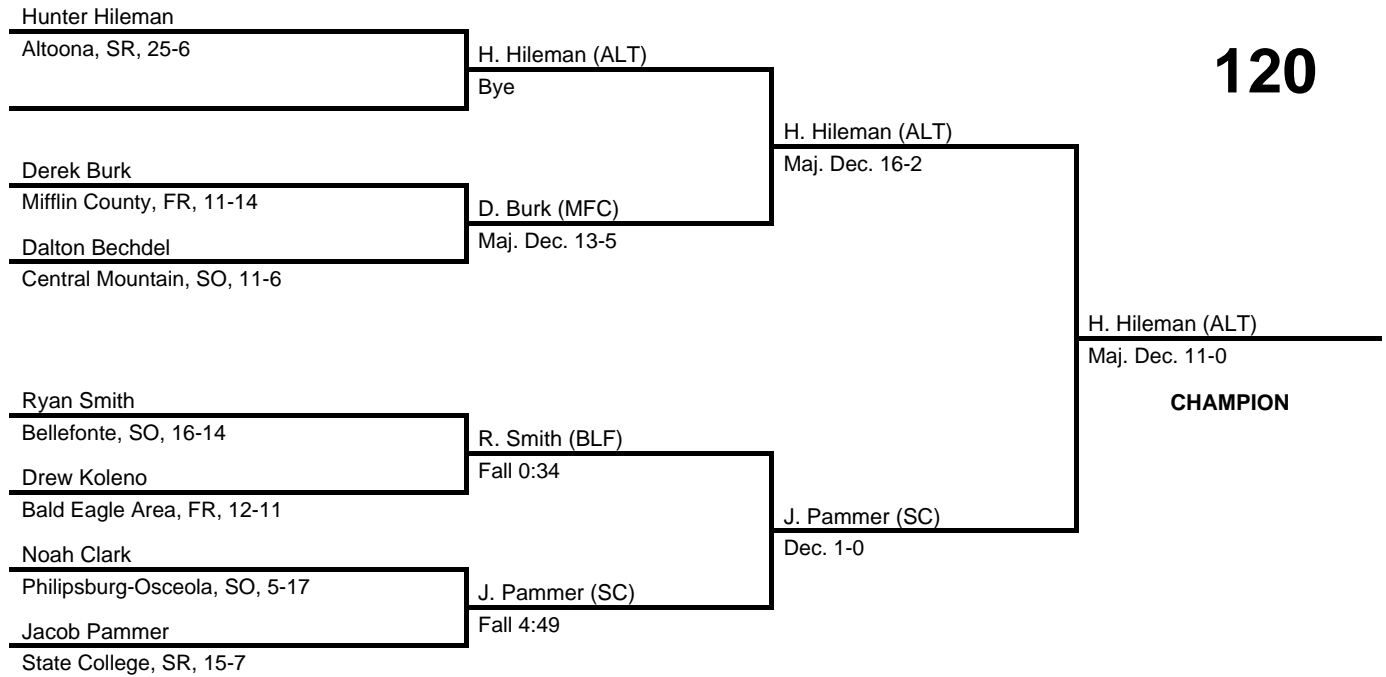 Hunter Hileman
Altoona, SR, 25-6
H. Hileman (ALT)
Bye
120
H. Hileman (ALT)
Maj. Dec. 16-2
Derek Burk
Mifflin County, FR, 11-14
D. Burk (MFC)
Maj. Dec. 13-5
Dalton Bechdel
Central Mountain, SO, 11-6
H. Hileman (ALT)
Maj. Dec. 11-0
CHAMPION
Ryan Smith
Bellefonte, SO, 16-14
R. Smith (BLF)
Fall 0:34
Drew Koleno
Bald Eagle Area, FR, 12-11
J. Pammer (SC)
Dec. 1-0
Noah Clark
Philipsburg-Osceola, SO, 5-17
J. Pammer (SC)
Fall 4:49
Jacob Pammer
State College, SR, 15-7